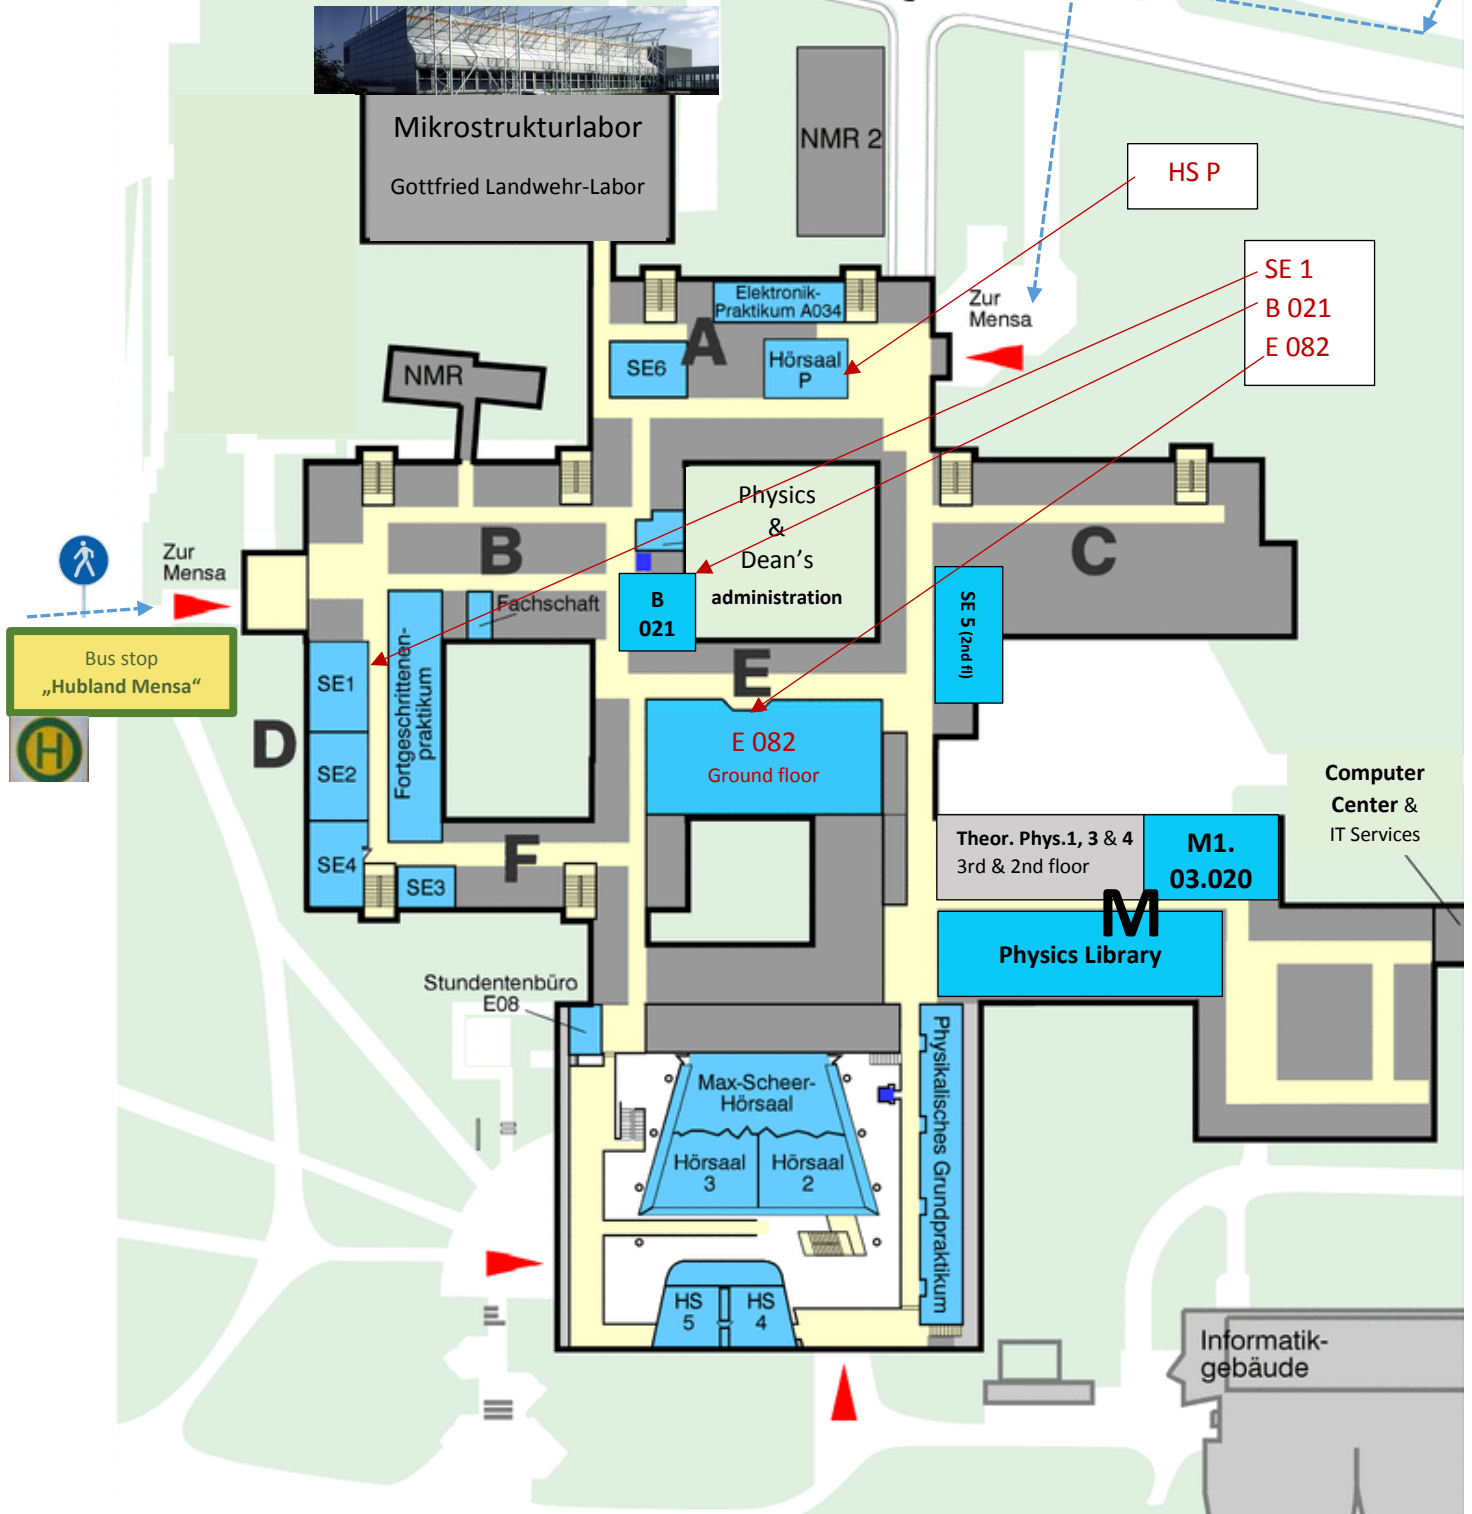 Mikrostrukturlabor
Gottfried Landwehr-Labor
NMR 2
HS P
SE 1
B 021
E 082
Elektronik-
Praktikum A034
Zur
Mensa
A
SE6
Hörsaal
P
NMR
Physics
&
Dean's
administration
B
C
Zur
Mensa
Fachschaft
B
021
SE 5 (2nd fl)
Bus stop
„Hubland Mensa“
H
Fortgeschrittenen-
praktikum
E
SE1
D
SE2
SE4
SE3
F
E 082
Ground floor
Computer
Center &
IT Services
Theor. Phys.1, 3 & 4
3rd & 2nd floor
M1.
03.020
M
Physics Library
Stundentenbüro
E08
Max-Scheer-
Hörsaal
Hörsaal
3
Hörsaal
2
Physikalisches Grundpraktikum
HS
5
HS
4
Informatik-
gebäude